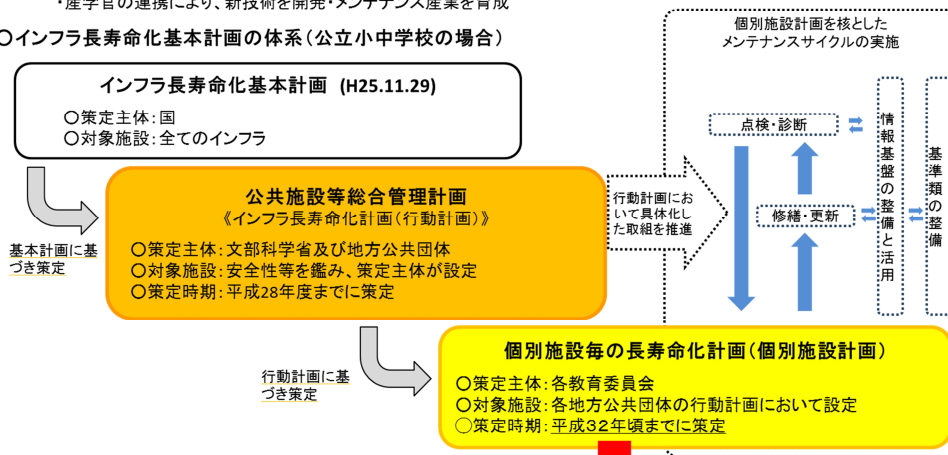 ・産学官の連携により、新技術を開発・メンテナンス産業を育成
〇インフラ長寿命化基本計画の体系(公立小中学校の場合)
インフラ長寿命化基本計画 (H25.11.29)
〇策定主体:国
〇対象施設:全てのインフラ
基本計画に基
づき策定
公共施設等総合管理計画
《インフラ長寿命化計画(行動計画)》
〇策定主体:文部科学省及び地方公共団体
〇対象施設:安全性等を鑑み、策定主体が設定
〇策定時期:平成28年度までに策定
行動計画にお
いて具体化し
た取組を推進
個別施設計画を核とした
メンテナンスサイクルの実施
点検・診断
修繕・更新
情報基盤の整備と活用
基準類の整備
行動計画に基
づき策定
個別施設毎の長寿命化計画(個別施設計画)
〇策定主体:各教育委員会
〇対象施設:各地方公共団体の行動計画において設定
〇策定時期:平成32年頃までに策定